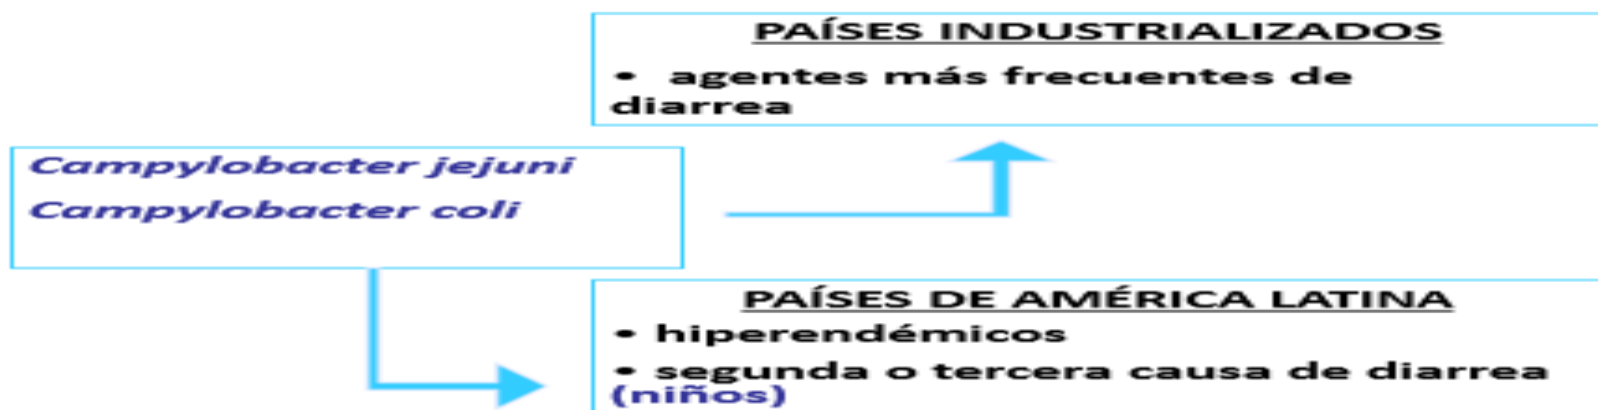 PAÍSES INDUSTRIALIZADOS
• agentes más frecuentes de
diarrea
Campylobacter jejuni
Campylobacter coli
PAÍSES DE AMÉRICA LATINA
• hiperendémicos
• segunda o tercera causa de diarrea
(niños)